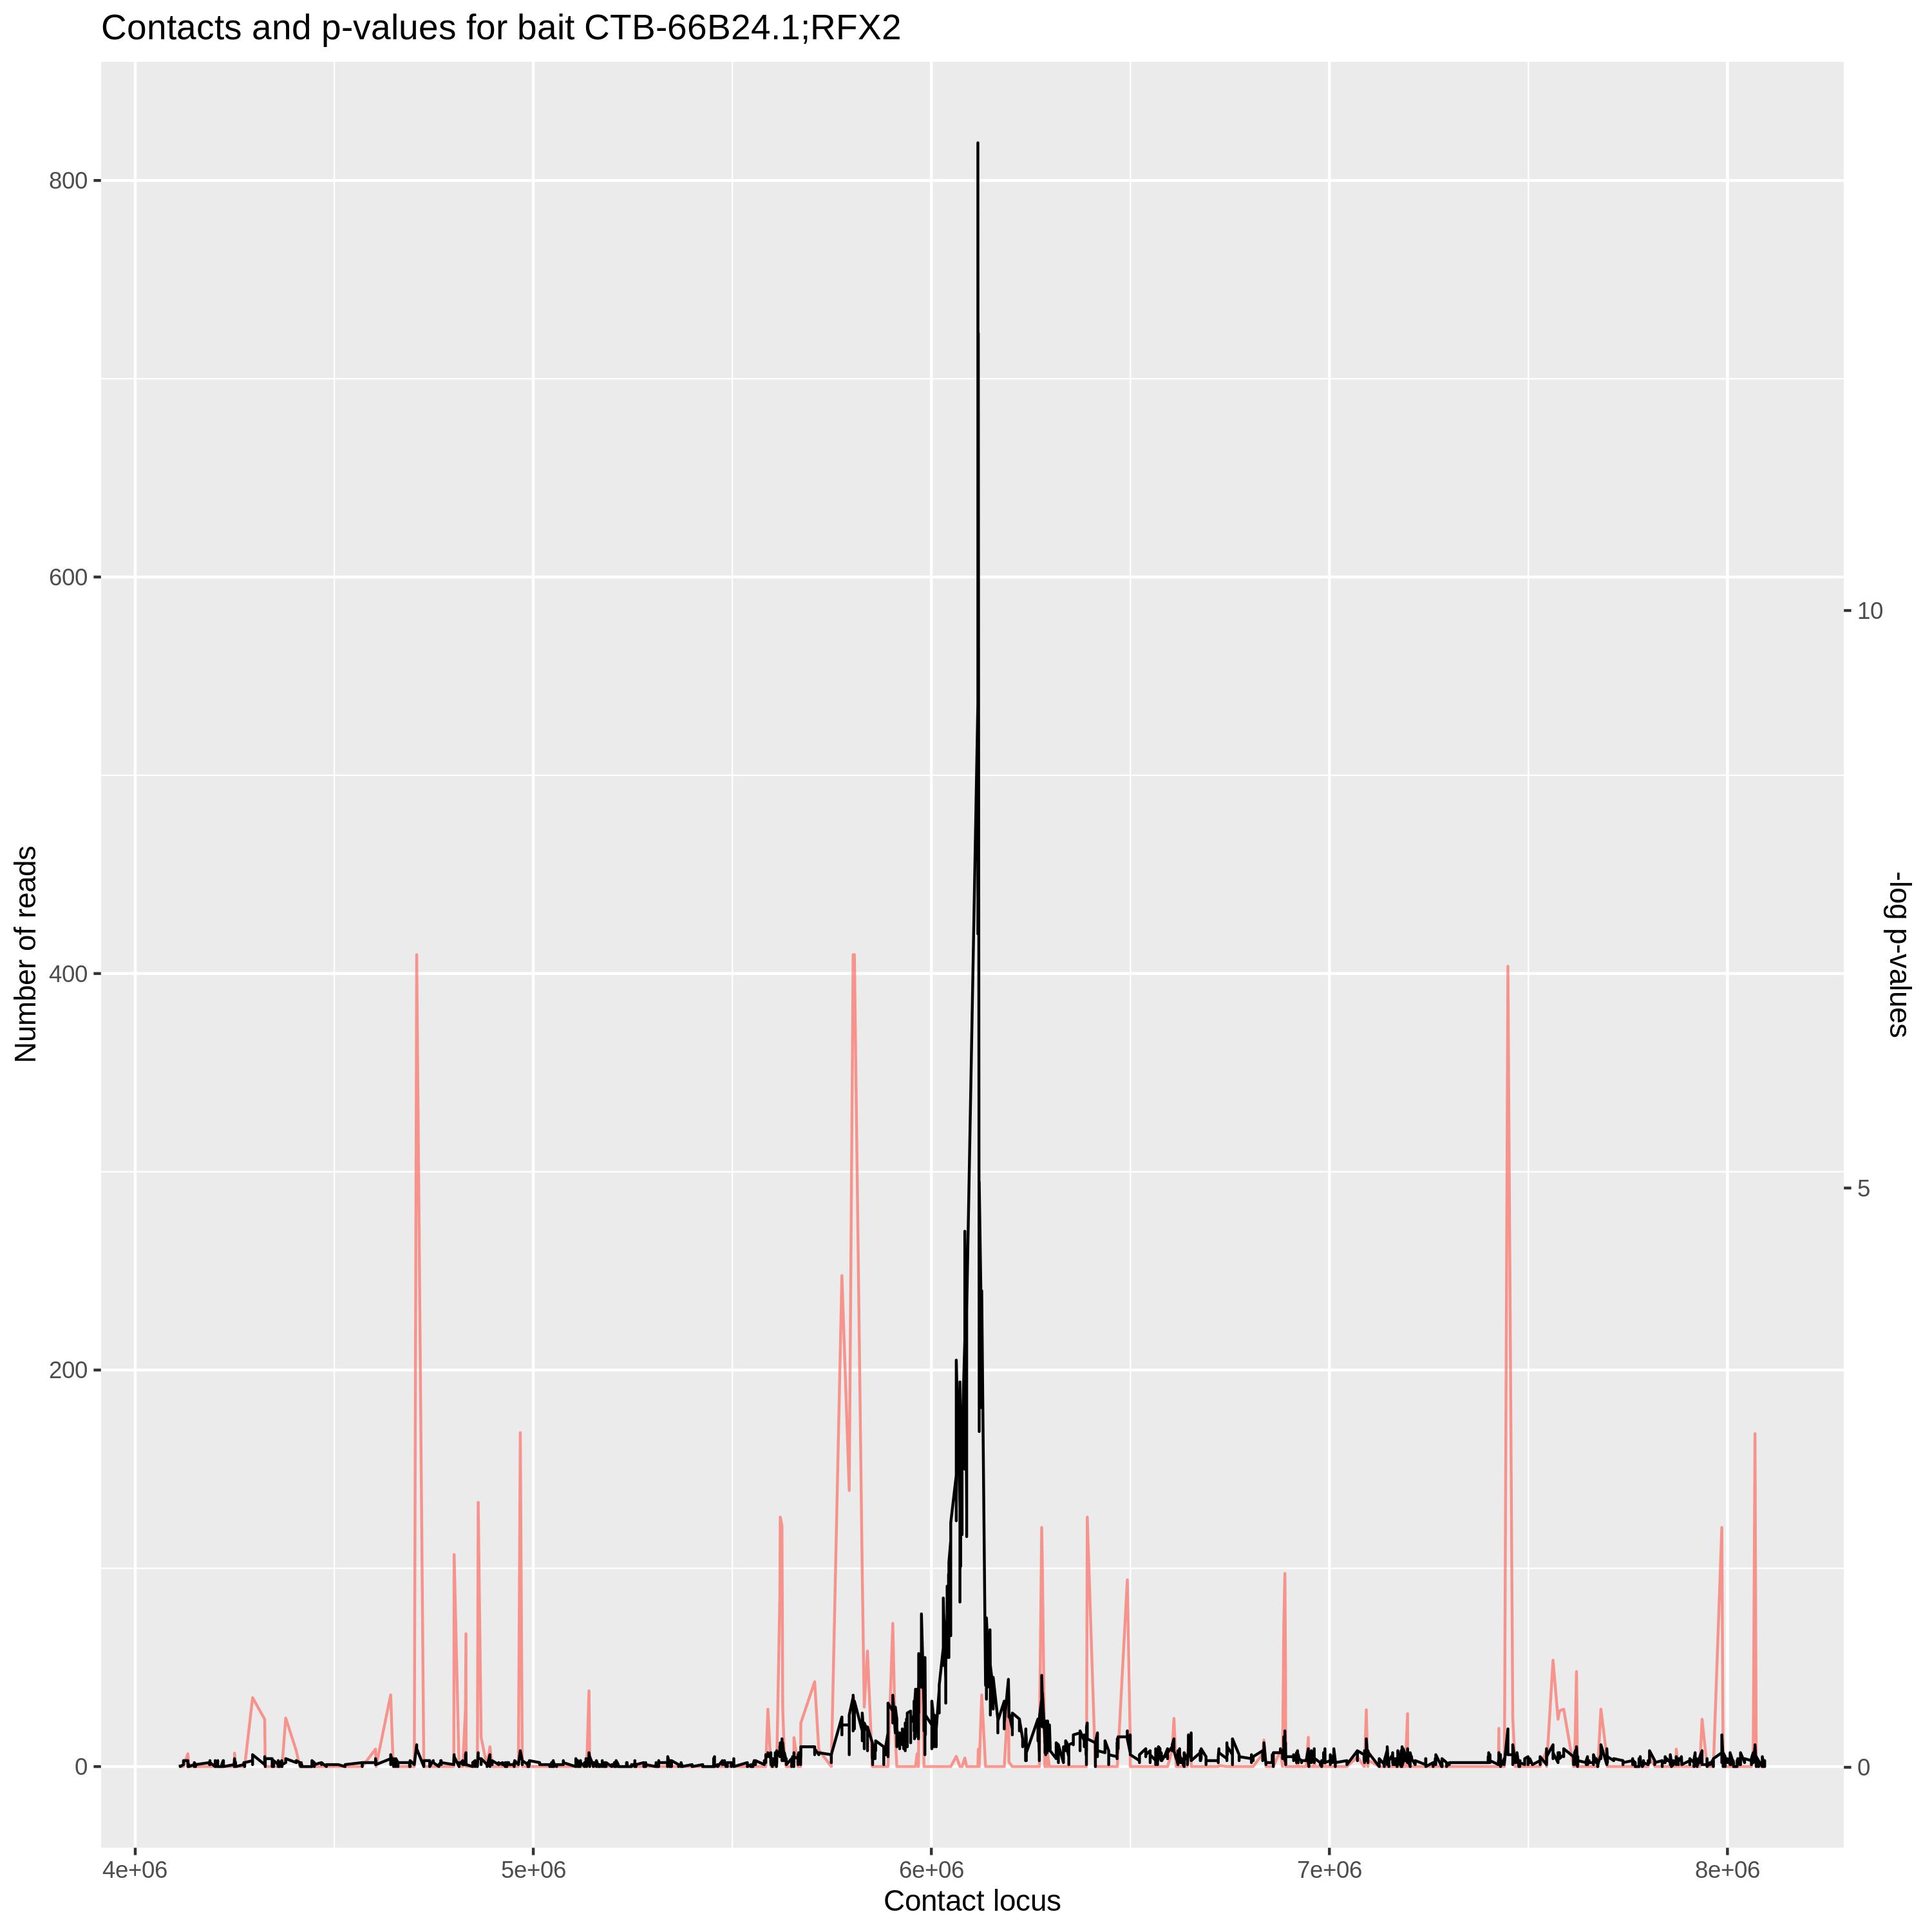 Contacts and p-values for bait CTB-66B24.1;RFX2
800
600
400
200
0
Number of reads
10
5
0
-log p-values
4e+06 5e+06 6e+06 7e+06 8e+06
Contact locus